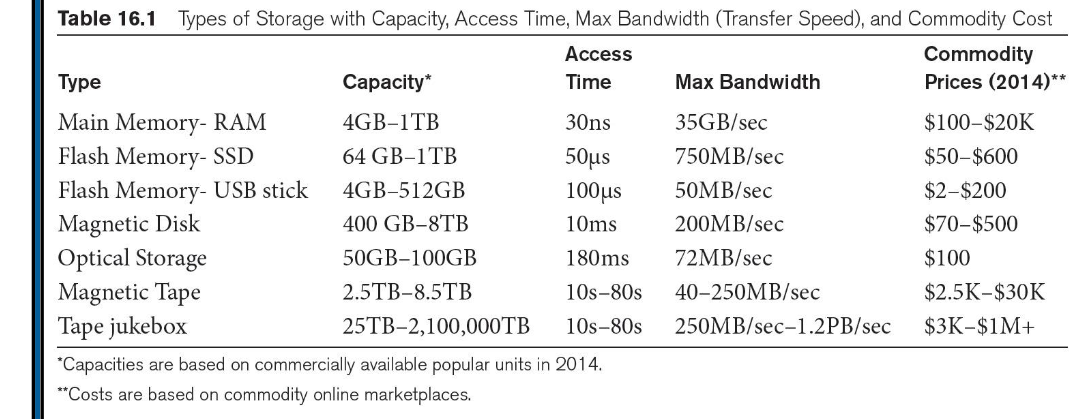 Table 16.1 Types of Storage with Capacity, Access Time, Max Bandwidth (Transfer Speed), and Commodity Cost
Access Commodity
Type Capacity* Time Max Bandwidth Prices (2014)**
Main Memory- RAM 4GB–1TB 30ns 35GB/sec $100–$20K
Flash Memory- SSD 64 GB–1TB 50μs 750MB/sec $50–$600
Flash Memory- USB stick 4GB–512GB 100μs 50MB/sec $2–$200
Magnetic Disk 400 GB–8TB 10ms 200MB/sec $70–$500
Optical Storage 50GB–100GB 180ms 72MB/sec $100
Magnetic Tape 2.5TB–8.5TB 10s–80s 40–250MB/sec $2.5K–$30K
Tape jukebox 25TB–2,100,000TB 10s–80s 250MB/sec–1.2PB/sec $3K–$1M+
*Capacities are based on commercially available popular units in 2014.
**Costs are based on commodity online marketplaces.